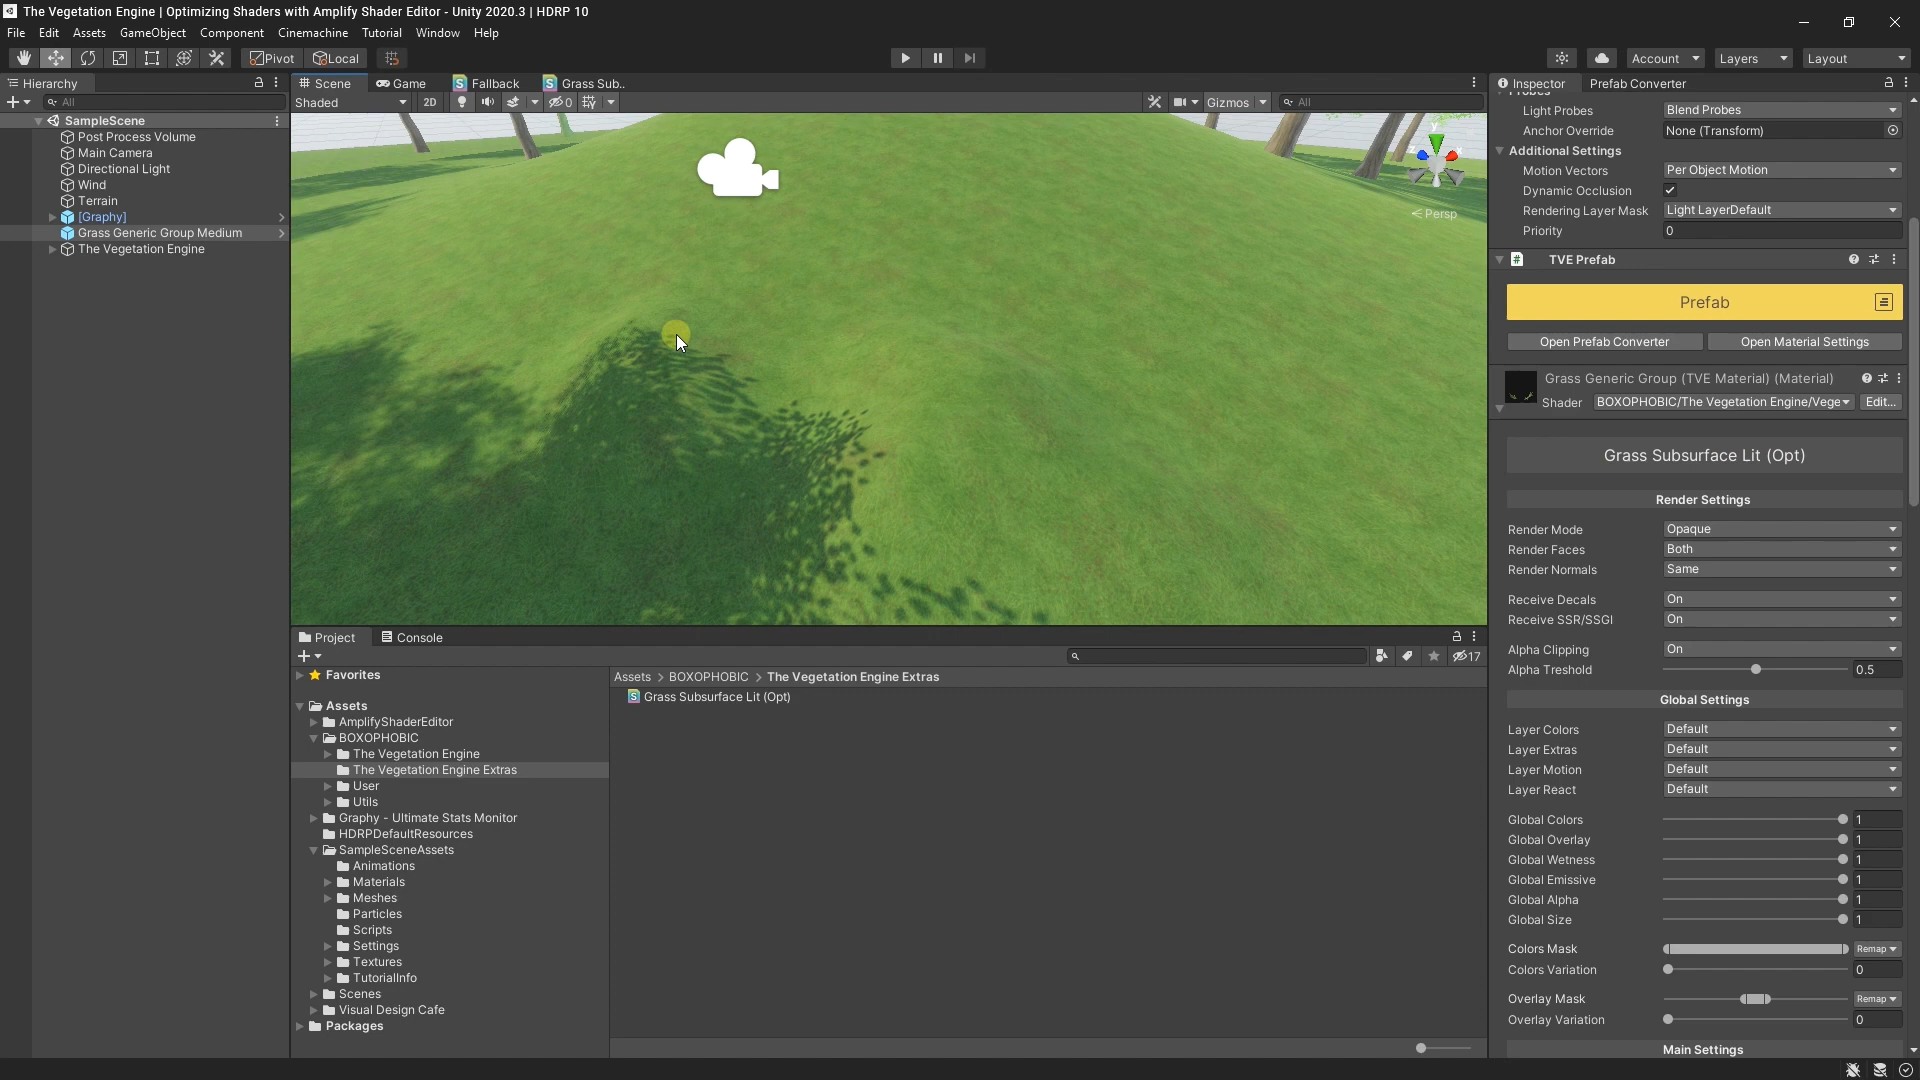 The Vegetation Engine | Optimizing Shaders with Amplify Shader Editor - Unity 2020.3 | HDRP 10
File Edit Assets GameObject Component Cinemachine Tutorial Window Help
Pivot Local Account Layers Layout
Hierarchy
All
SampleScene
Post Process Volume
Main Camera
Directional Light
Wind
Terrain
[Graphy]
Grass Generic Group Medium
The Vegetation Engine
Scene Game Fallback Grass Sub..
Shaded 2D 0 Gizmos All
y
z x
Persp
Project Console
17
Favorites
Assets
AmplifyShaderEditor
BOXOPHOBIC
The Vegetation Engine
The Vegetation Engine Extras
User
Utils
Graphy - Ultimate Stats Monitor
HDRPDefaultResources
SampleSceneAssets
Animations
Materials
Meshes
Particles
Scripts
Settings
Textures
TutorialInfo
Scenes
Visual Design Cafe
Packages
Assets > BOXOPHOBIC > The Vegetation Engine Extras
Grass Subsurface Lit (Opt)
Inspector Prefab Converter
Probes
Light Probes Blend Probes
Anchor Override None (Transform)
Additional Settings
Motion Vectors Per Object Motion
Dynamic Occlusion
Rendering Layer Mask Light LayerDefault
Priority 0
TVE Prefab
Prefab
Open Prefab Converter Open Material Settings
Grass Generic Group (TVE Material) (Material)
Shader BOXOPHOBIC/The Vegetation Engine/Vege Edit...
Grass Subsurface Lit (Opt)
Render Settings
Render Mode Opaque
Render Faces Both
Render Normals Same
Receive Decals On
Receive SSR/SSGI On
Alpha Clipping On
Alpha Treshold 0.5
Global Settings
Layer Colors Default
Layer Extras Default
Layer Motion Default
Layer React Default
Global Colors 1
Global Overlay 1
Global Wetness 1
Global Emissive 1
Global Alpha 1
Global Size 1
Colors Mask Remap
Colors Variation 0
Overlay Mask Remap
Overlay Variation 0
Main Settings